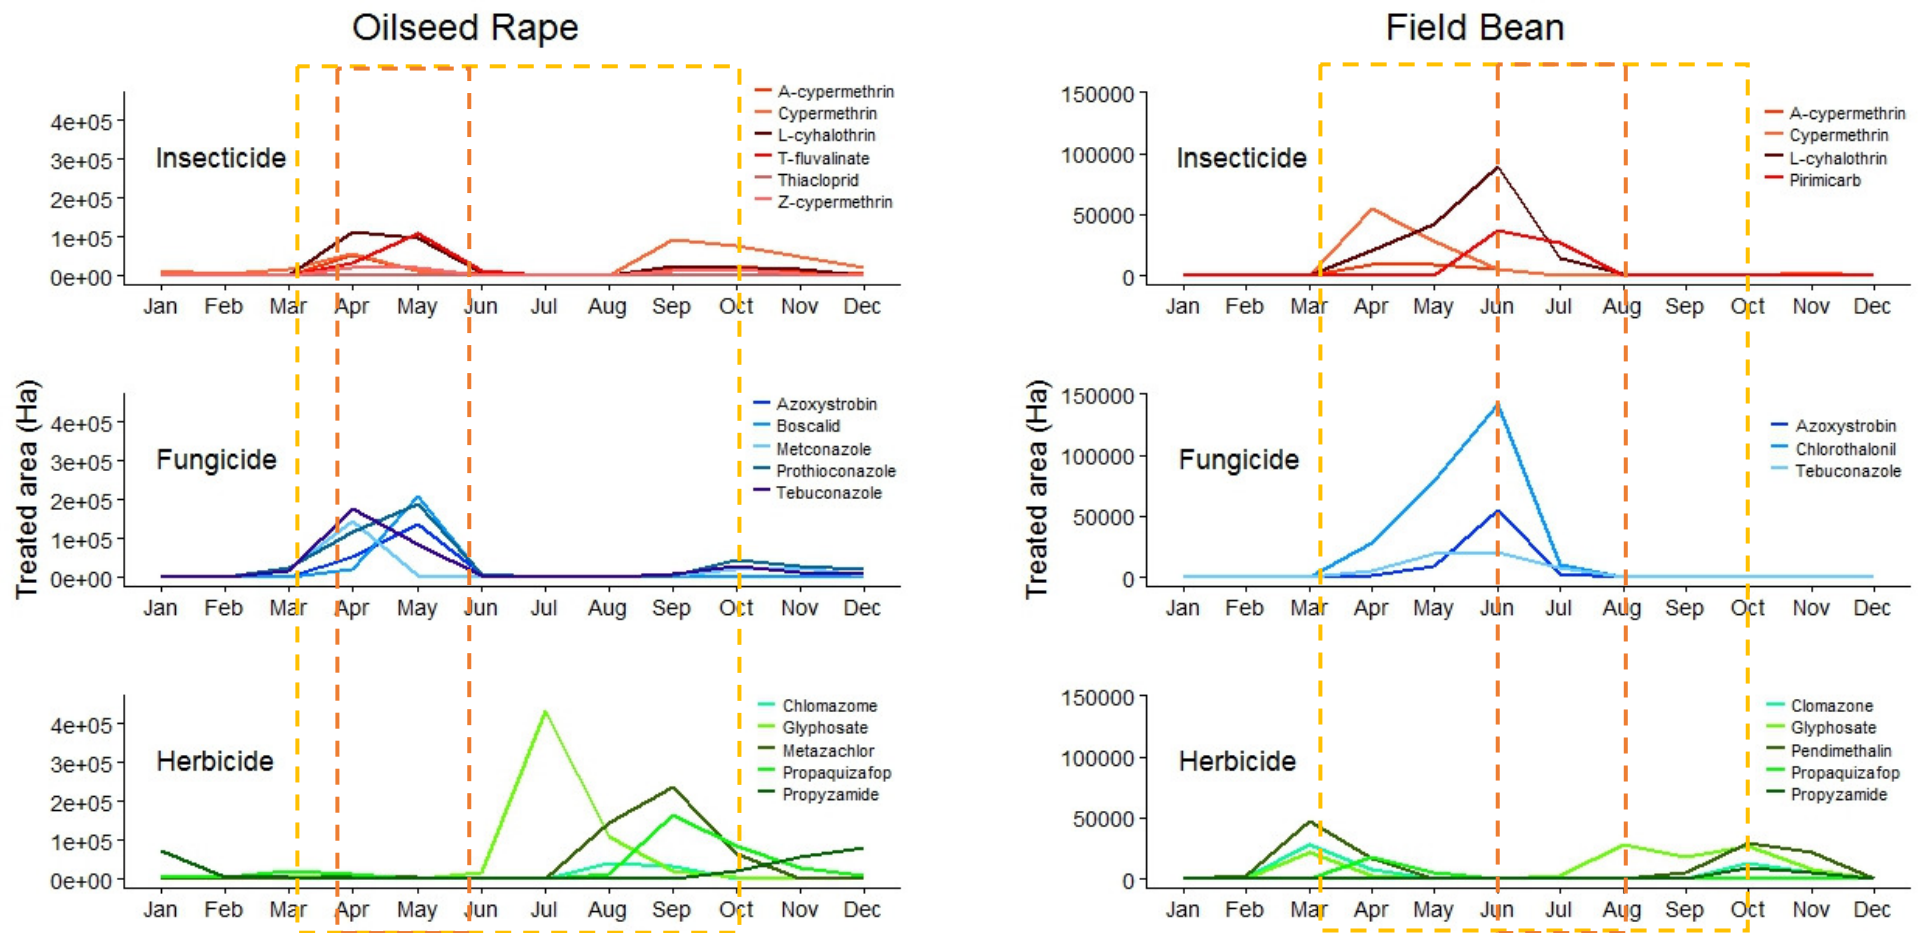 Oilseed Rape
Field Bean
Treated area (Ha)
Insecticide
4e+05
3e+05
2e+05
1e+05
0e+00
A-cypermethrin
Cypermethrin
L-cyhalothrin
T-fluvalinate
Thiacloprid
Z-cypermethrin
Jan Feb Mar Apr May Jun Jul Aug Sep Oct Nov Dec
Fungicide
4e+05
3e+05
2e+05
1e+05
0e+00
Azoxystrobin
Boscalid
Metconazole
Prothioconazole
Tebuconazole
Jan Feb Mar Apr May Jun Jul Aug Sep Oct Nov Dec
Herbicide
4e+05
3e+05
2e+05
1e+05
0e+00
Chlomazome
Glyphosate
Metazachlor
Propaquizafop
Propyzamide
Jan Feb Mar Apr May Jun Jul Aug Sep Oct Nov Dec
Treated area (Ha)
Insecticide
150000
100000
50000
0
A-cypermethrin
Cypermethrin
L-cyhalothrin
Pirimicarb
Jan Feb Mar Apr May Jun Jul Aug Sep Oct Nov Dec
Fungicide
150000
100000
50000
0
Azoxystrobin
Chlorothalonil
Tebuconazole
Jan Feb Mar Apr May Jun Jul Aug Sep Oct Nov Dec
Herbicide
150000
100000
50000
0
Clomazone
Glyphosate
Pendimethalin
Propaquizafop
Propyzamide
Jan Feb Mar Apr May Jun Jul Aug Sep Oct Nov Dec